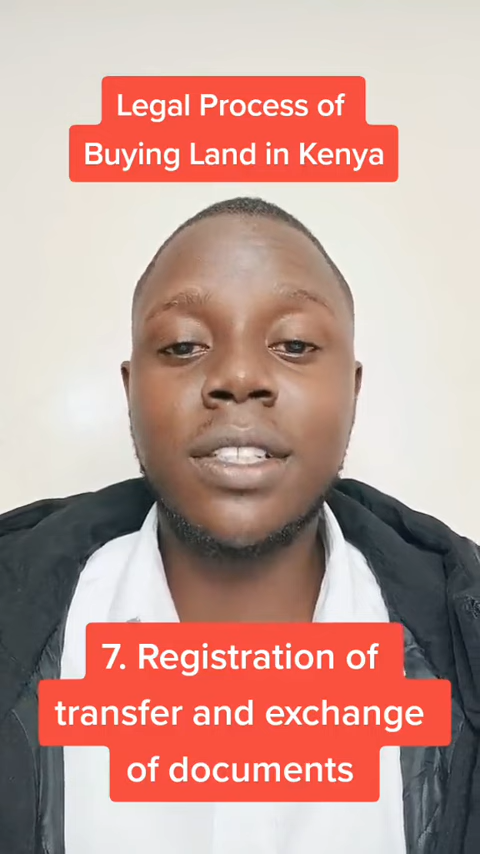 Legal Process of
Buying Land in Kenya
7. Registration of
transfer and exchange
of documents